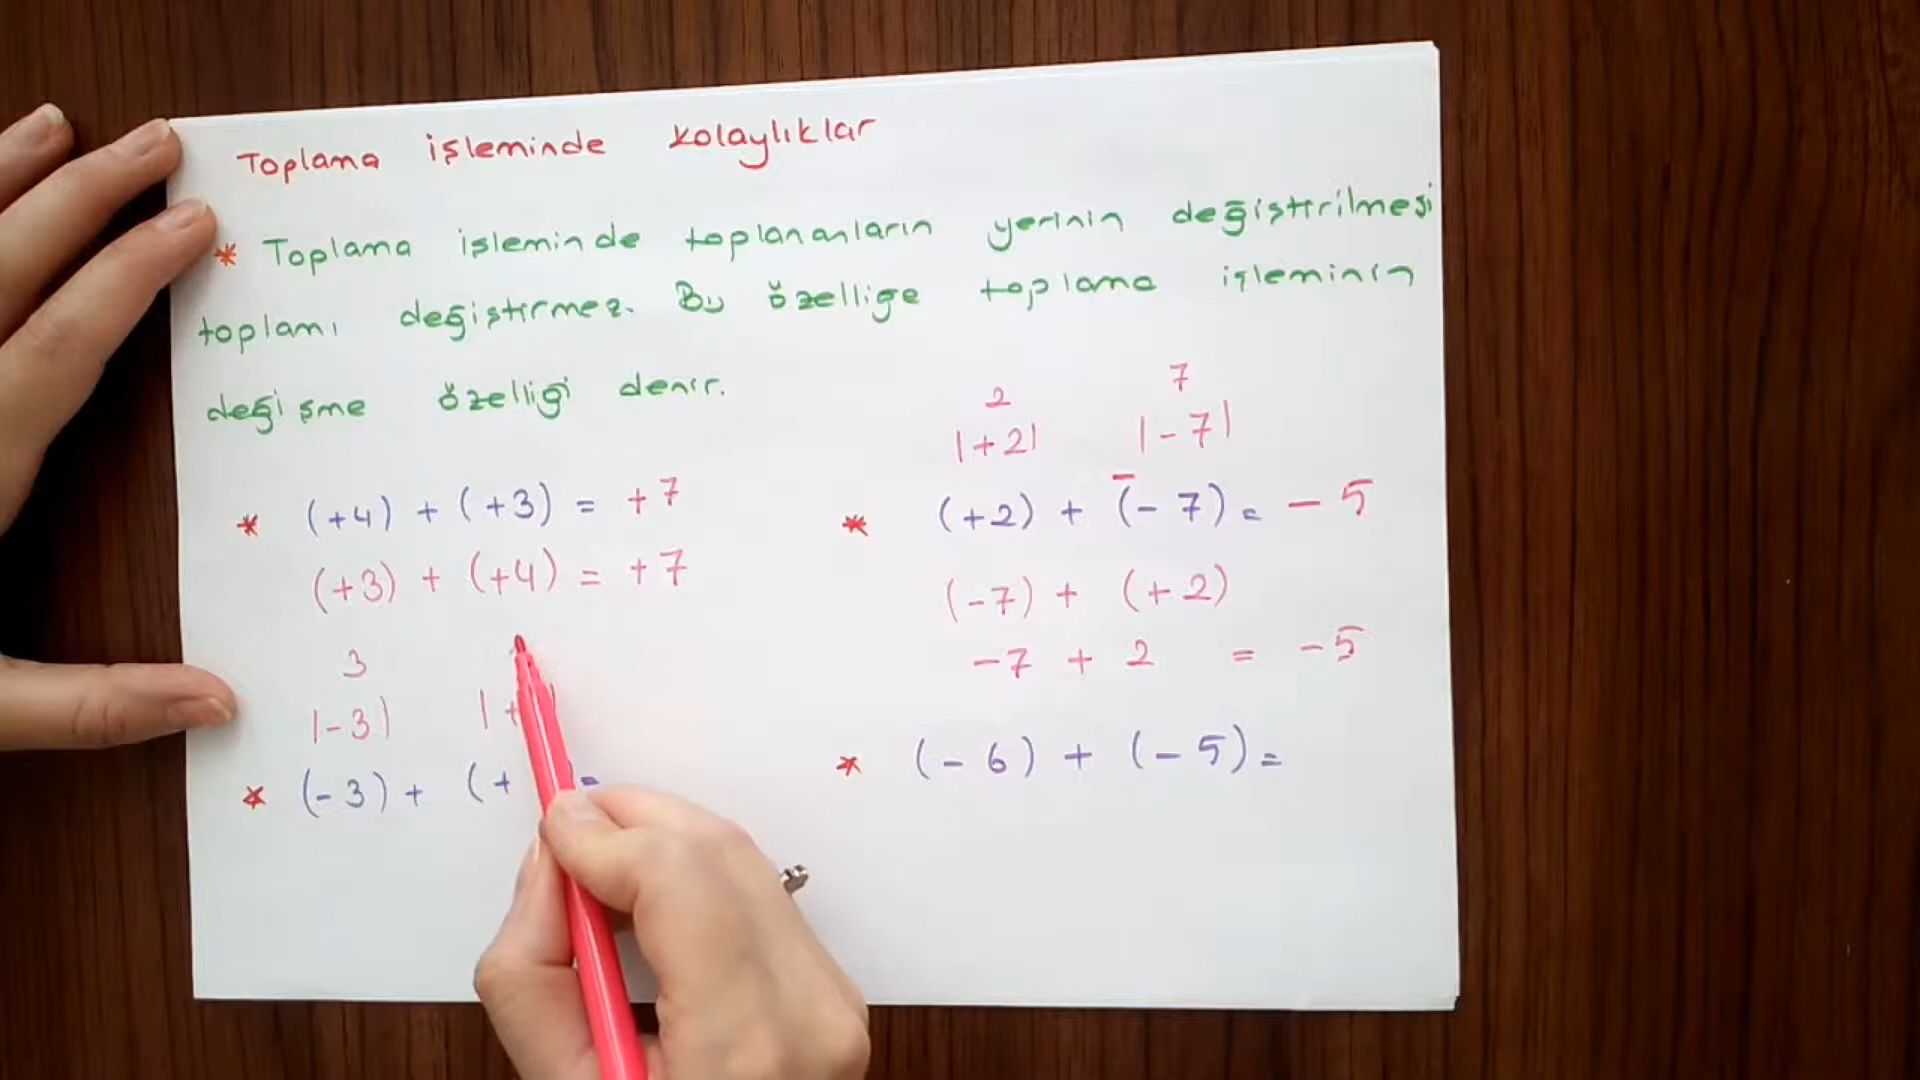 Toplama işleminde kolaylıklar
* Toplama işleminde toplananların yerinin değiştirilmesi
toplamı değiştirmez. Bu özelliğe toplama işleminin
değişme özelliği denir.
* (+4) + (+3) = +7
(+3) + (+4) = +7
3
|-3| |+
* (-3) + (+ ) =
2 7
|+2| |-7|
* (+2) + (-7) = -5
(-7) + (+2)
-7 + 2 = -5
* (-6) + (-5) =